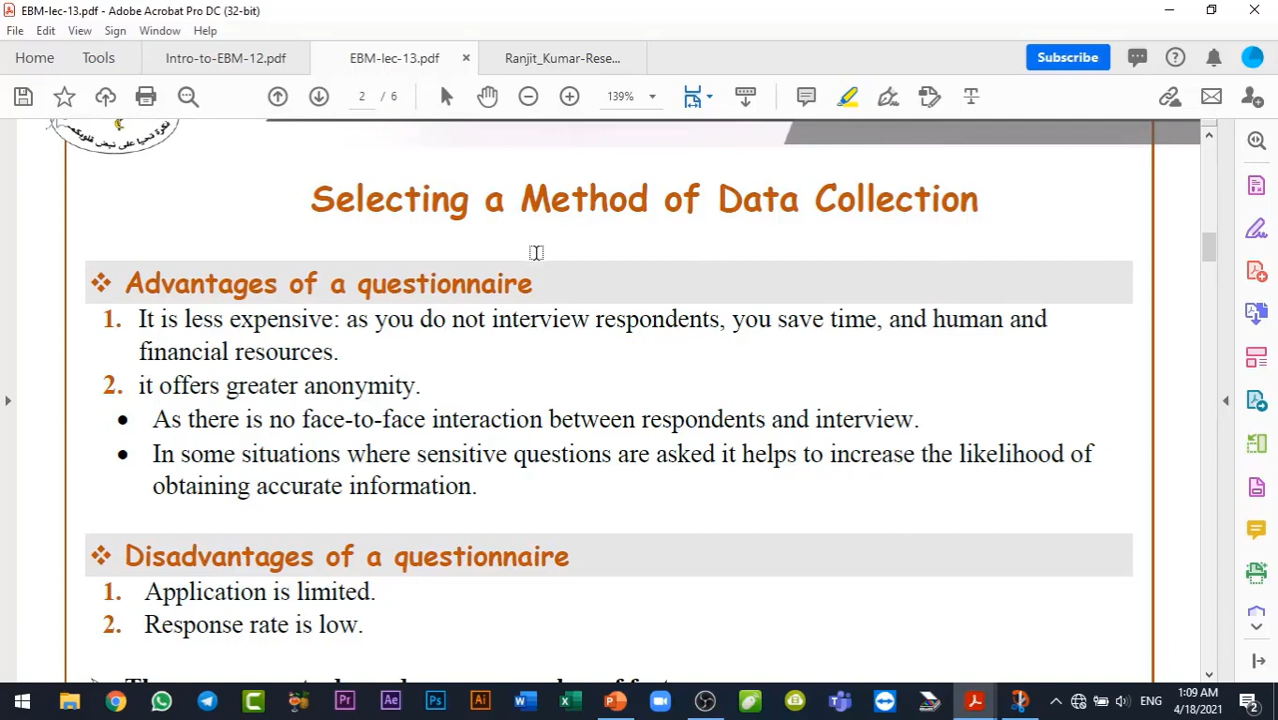 EBM-lec-13.pdf - Adobe Acrobat Pro DC (32-bit)
File Edit View Sign Window Help
Home Tools Intro-to-EBM-12.pdf EBM-lec-13.pdf × Ranjit_Kumar-Rese... Subscribe
2 / 6 139%
فكرة تحيا على نبض قلوبكم
Selecting a Method of Data Collection
❖ Advantages of a questionnaire
1. It is less expensive: as you do not interview respondents, you save time, and human and
financial resources.
2. it offers greater anonymity.
• As there is no face-to-face interaction between respondents and interview.
• In some situations where sensitive questions are asked it helps to increase the likelihood of
obtaining accurate information.
❖ Disadvantages of a questionnaire
1. Application is limited.
2. Response rate is low.
ENG
1:09 AM
4/18/2021
2